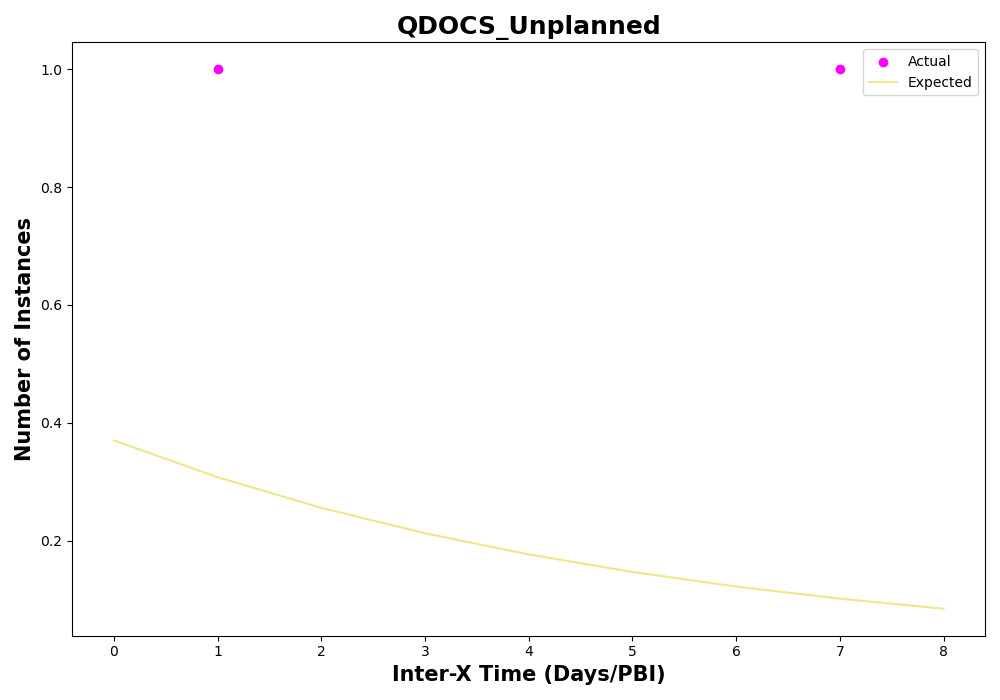 QDOCS_Unplanned
Actual
Expected
Number of Instances
1.0
0.8
0.6
0.4
0.2
0 1 2 3 4 5 6 7 8
Inter-X Time (Days/PBI)